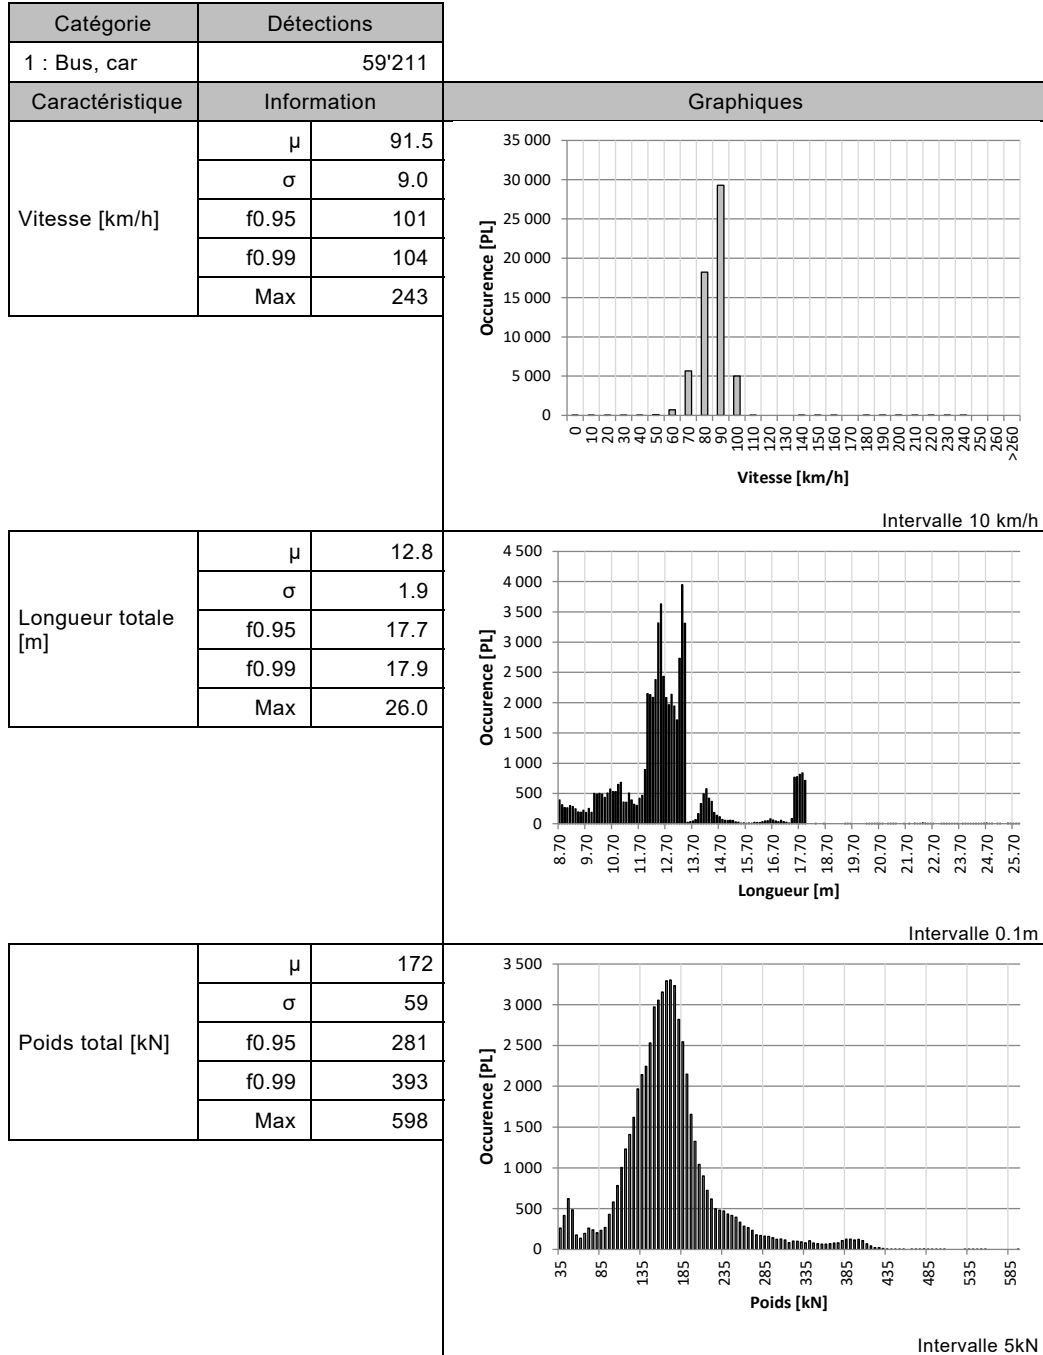 Catégorie Détections
1 : Bus, car 59'211
Caractéristique Information Graphiques
Vitesse [km/h]
µ 91.5
σ 9.0
f0.95 101
f0.99 104
Max 243
35 000
30 000
25 000
20 000
15 000
10 000
5 000
0
Occurence [PL]
0 10 20 30 40 50 60 70 80 90 100 110 120 130 140 150 160 170 180 190 200 210 220 230 240 250 260 >260
Vitesse [km/h]
Intervalle 10 km/h
Longueur totale
[m]
µ 12.8
σ 1.9
f0.95 17.7
f0.99 17.9
Max 26.0
4 500
4 000
3 500
3 000
2 500
2 000
1 500
1 000
500
0
Occurence [PL]
8.70 9.70 10.70 11.70 12.70 13.70 14.70 15.70 16.70 17.70 18.70 19.70 20.70 21.70 22.70 23.70 24.70 25.70
Longueur [m]
Intervalle 0.1m
Poids total [kN]
µ 172
σ 59
f0.95 281
f0.99 393
Max 598
3 500
3 000
2 500
2 000
1 500
1 000
500
0
Occurence [PL]
35 85 135 185 235 285 335 385 435 485 535 585
Poids [kN]
Intervalle 5kN